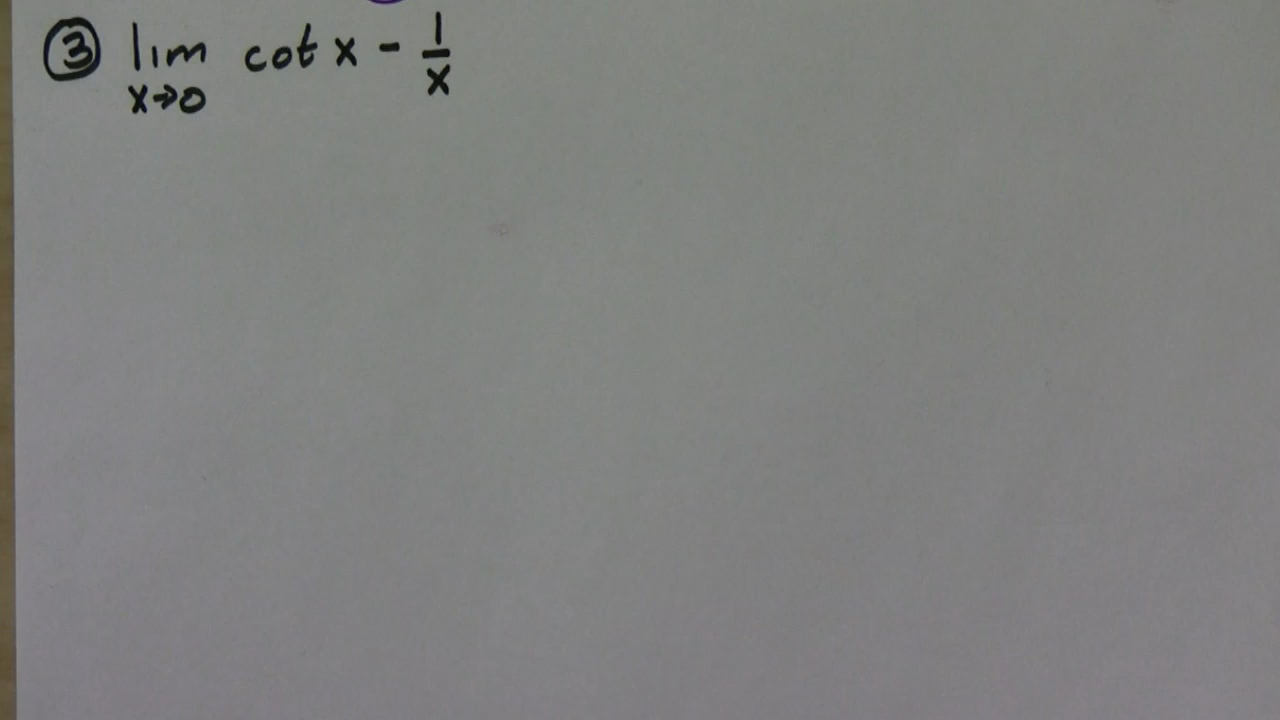 ③ lim cot x - 1/x
x→0